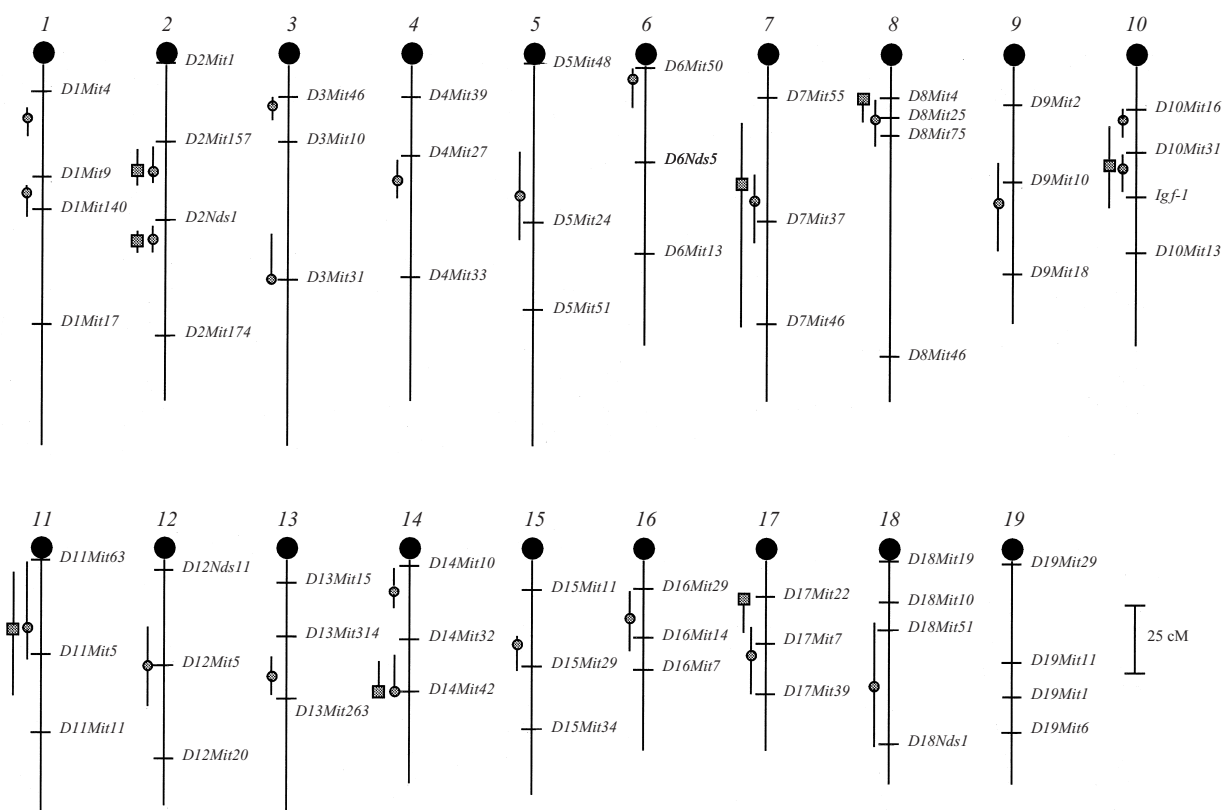 1 2 3 4 5 6 7 8 9 10
D1Mit4
D1Mit9
D1Mit140
D1Mit17
D2Mit1
D2Mit157
D2Nds1
D2Mit174
D3Mit46
D3Mit10
D3Mit31
D4Mit39
D4Mit27
D4Mit33
D5Mit48
D5Mit24
D5Mit51
D6Mit50
D6Nds5
D6Mit13
D7Mit55
D7Mit37
D7Mit46
D8Mit4
D8Mit25
D8Mit75
D8Mit46
D9Mit2
D9Mit10
D9Mit18
D10Mit16
D10Mit31
Igf-1
D10Mit13
11 12 13 14 15 16 17 18 19
D11Mit63
D11Mit5
D11Mit11
D12Nds11
D12Mit5
D12Mit20
D13Mit15
D13Mit314
D13Mit263
D14Mit10
D14Mit32
D14Mit42
D15Mit11
D15Mit29
D15Mit34
D16Mit29
D16Mit14
D16Mit7
D17Mit22
D17Mit7
D17Mit39
D18Mit19
D18Mit10
D18Mit51
D18Nds1
D19Mit29
D19Mit11
D19Mit1
D19Mit6
25 cM